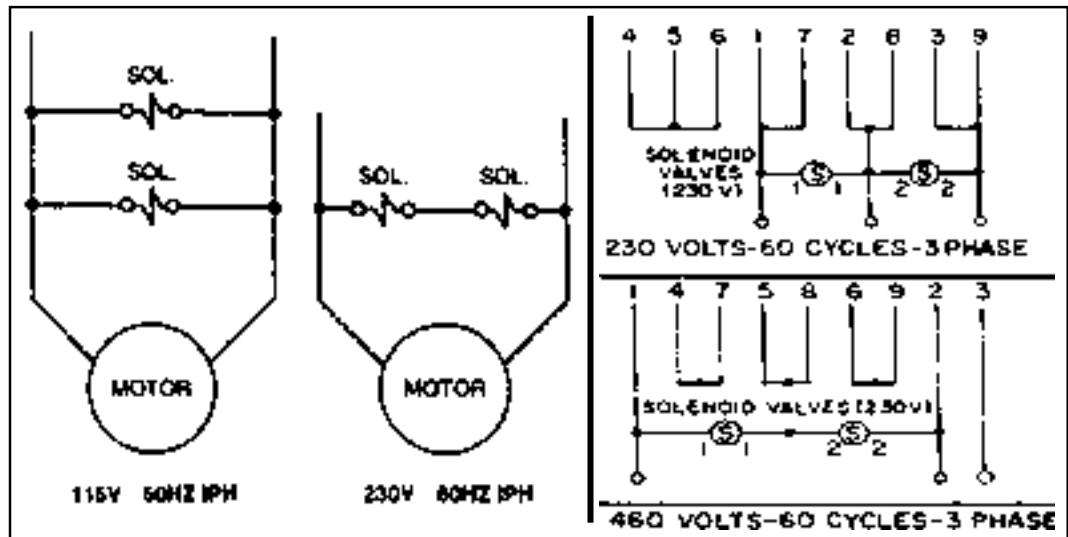 SOL.
SOL.
MOTOR
115V 60HZ 1PH
SOL. SOL.
MOTOR
230V 60HZ 1PH
4 5 6 1 7 2 8 3 9
SOLENOID
VALVES
(230 V)
S S
1 1 2 2
230 VOLTS-60 CYCLES-3 PHASE
1 4 7 5 8 6 9 2 3
SOLENOID VALVES (230V)
S S
1 1 2 2
460 VOLTS-60 CYCLES-3 PHASE